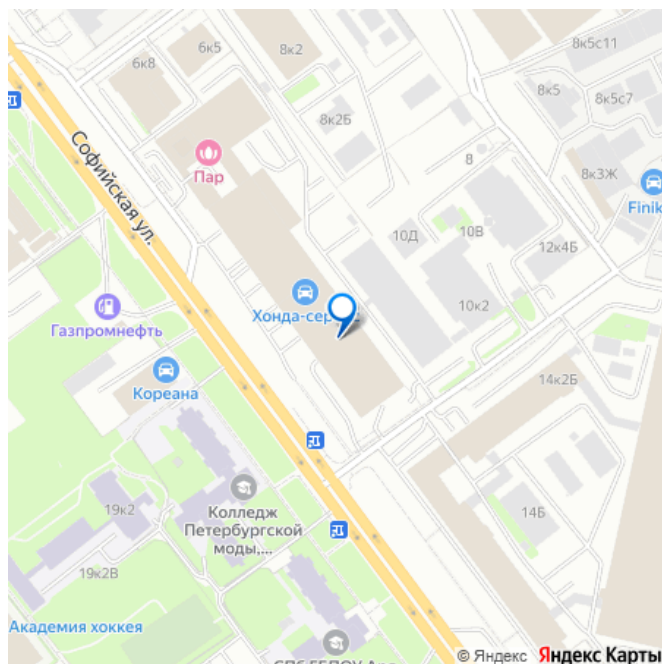 6к8
6к5
8к2
8к5с11
8к5
8к5с7
8к2Б
8
8к3Ж
Софийская ул.
Пар
Finik
10Д
10В
12к4Б
Хонда-сер
10к2
Газпромнефть
Кореана
14к2Б
19к2
Колледж
Петербургской
моды,...
14Б
19к2В
Академия хоккея
© Яндекс Яндекс Карты